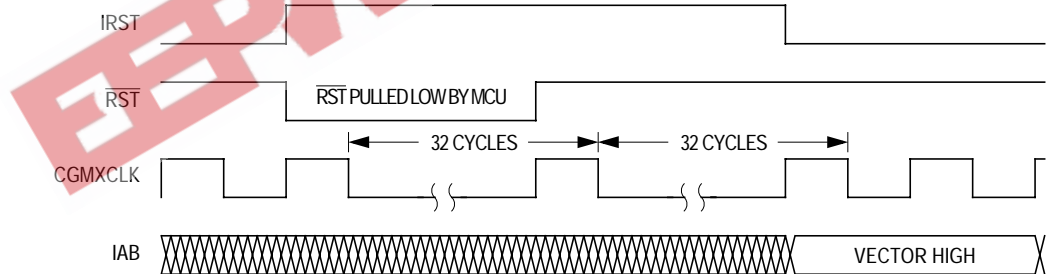 IRST
RST
RST PULLED LOW BY MCU
32 CYCLES
32 CYCLES
CGMXCLK
IAB
VECTOR HIGH